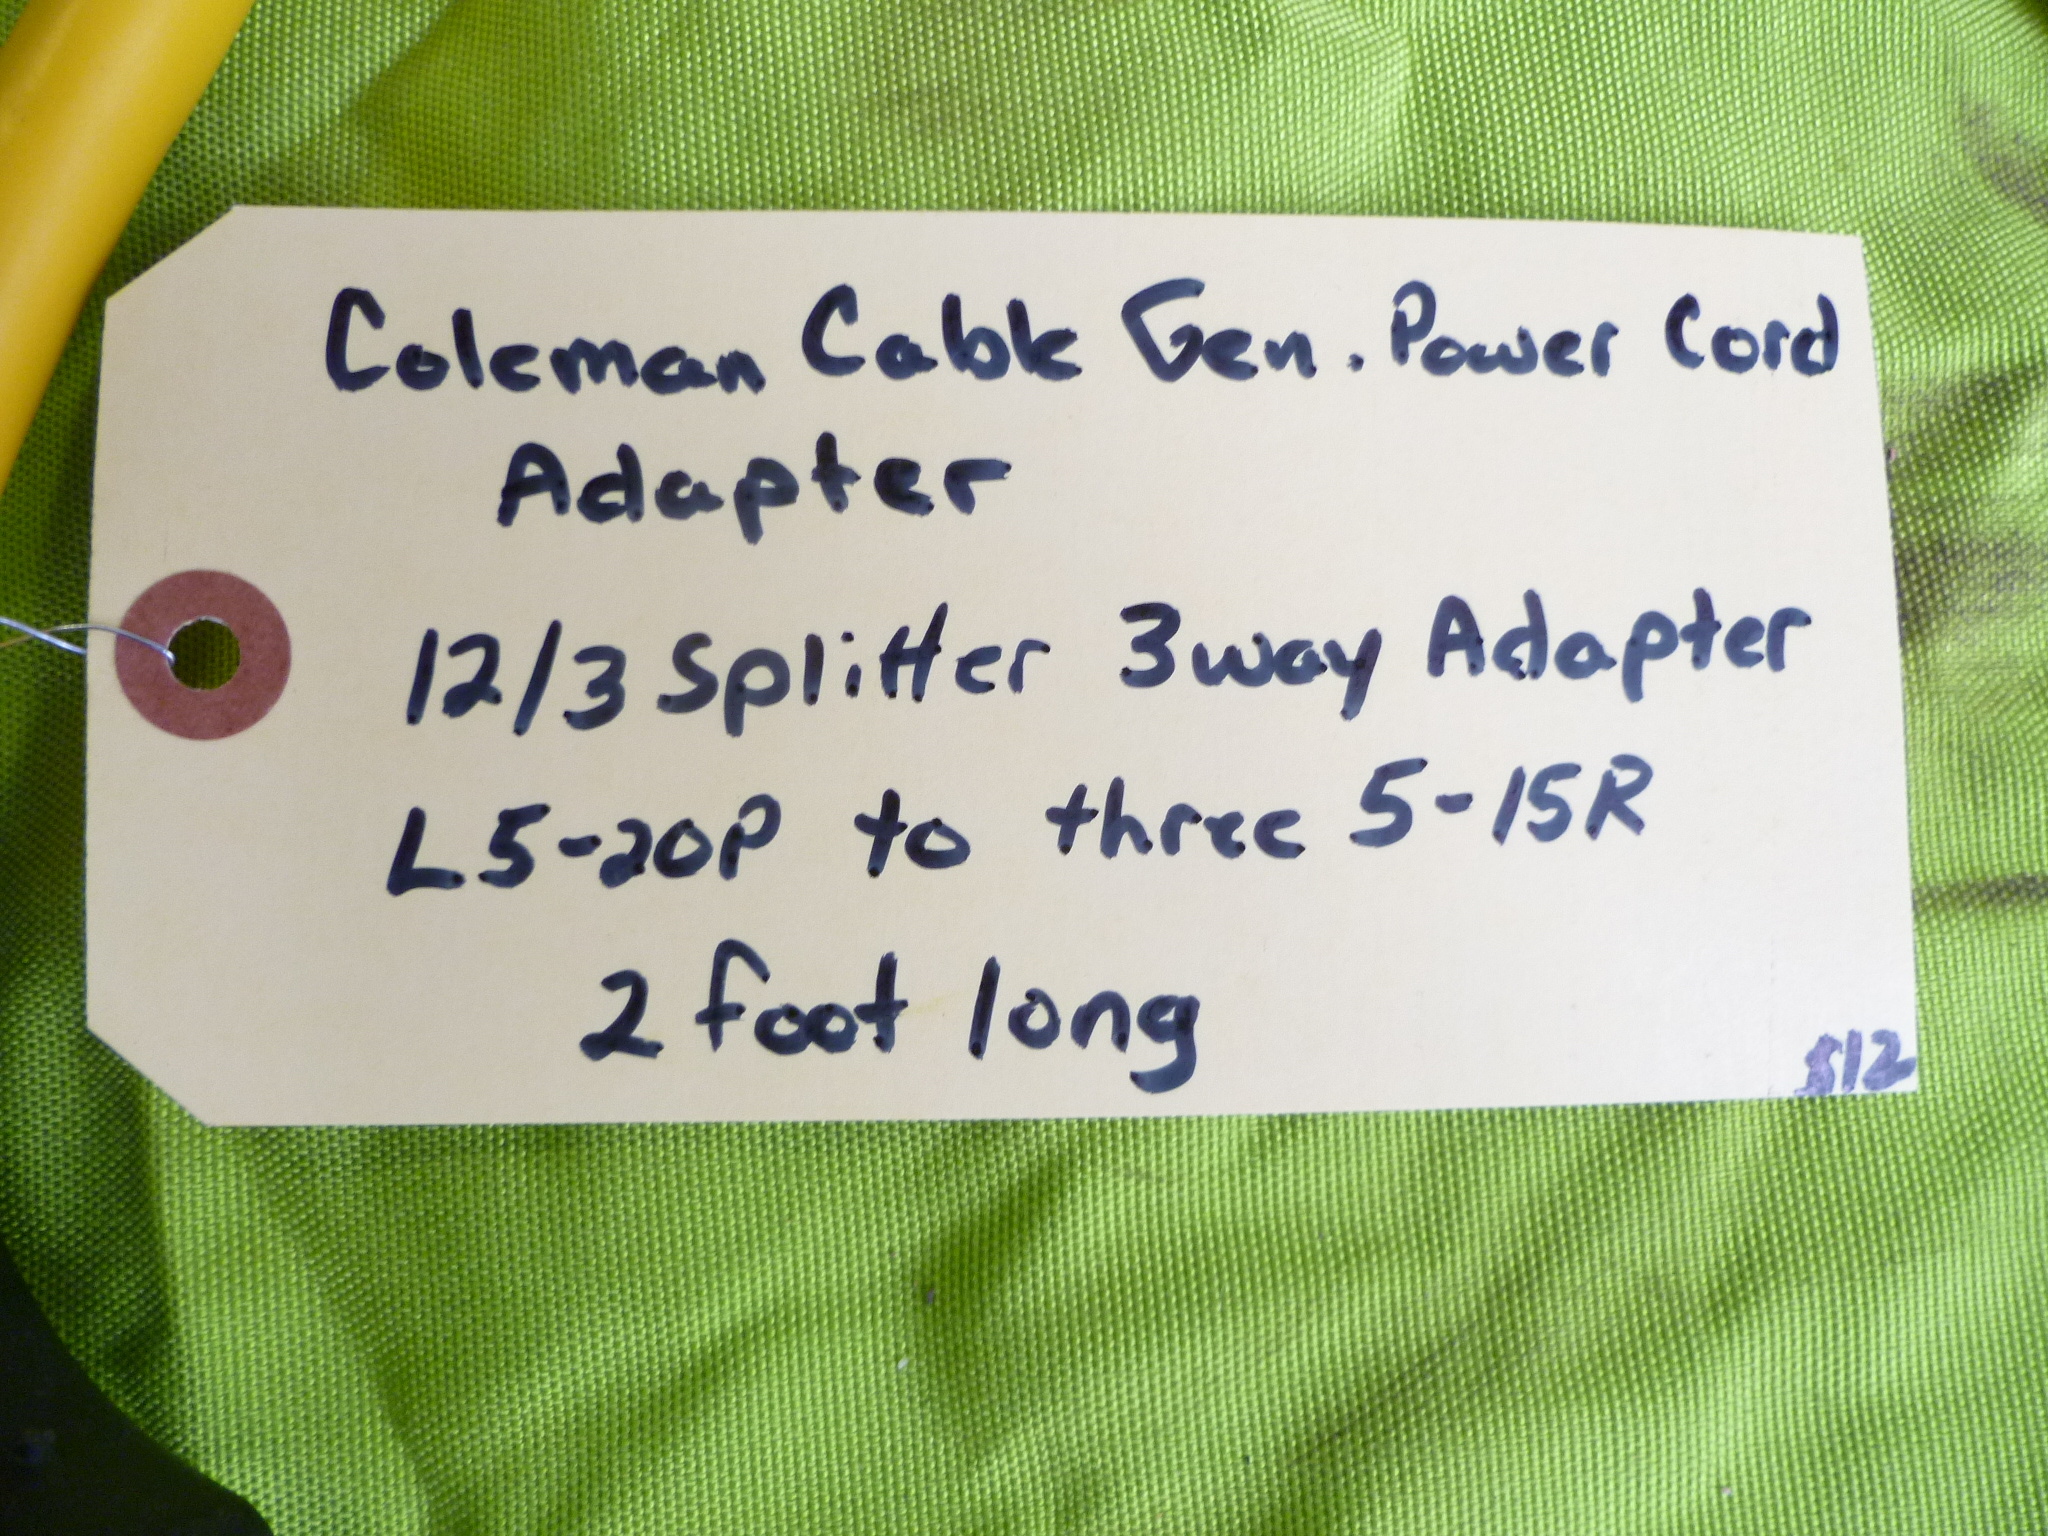 Coleman Cable Gen. Power Cord
Adapter
12/3 Splitter 3way Adapter
L5-20P to three 5-15R
2 foot long
$12